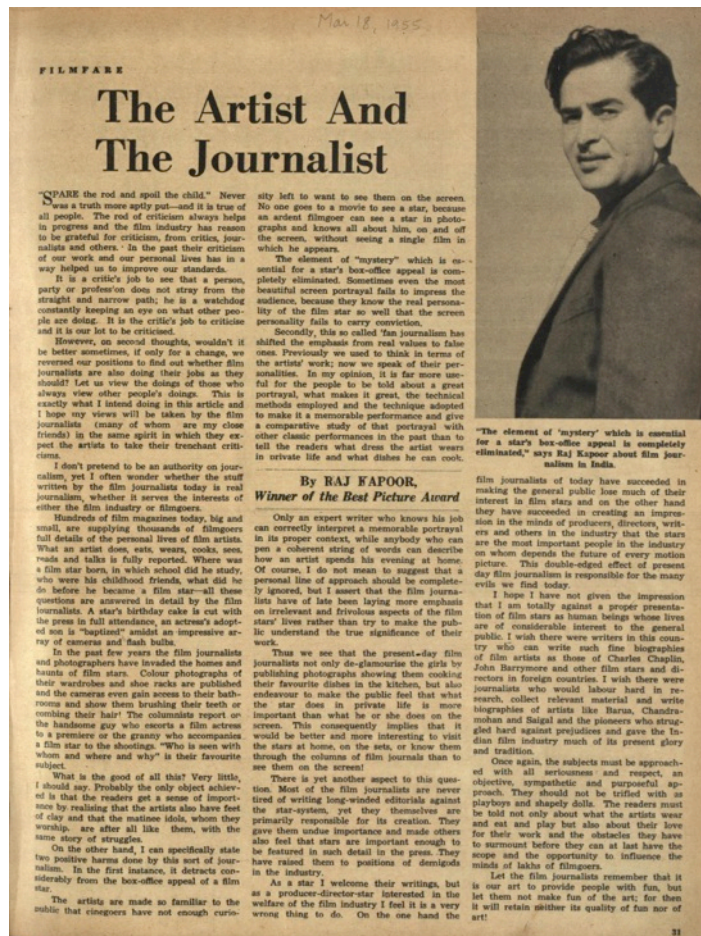 Mar 18, 1955.
FILMFARE
The Artist And
The Journalist
"SPARE the rod and spoil the child." Never
was a truth more aptly put—and it is true of
all people. The rod of criticism always helps
in progress and the film industry has reason
to be grateful for criticism, from critics, jour-
nalists and others. In the past their criticism
of our work and our personal lives has in a
way helped us to improve our standards.
It is a critic's job to see that a person,
party or profession does not stray from the
straight and narrow path; he is a watchdog
constantly keeping an eye on what other peo-
ple are doing. It is the critic's job to criticise
and it is our lot to be criticised.
However, on second thoughts, wouldn't it
be better sometimes, if only for a change, we
reversed our positions to find out whether film
journalists are also doing their jobs as they
should? Let us view the doings of those who
always view other people's doings. This is
exactly what I intend doing in this article and
I hope my views will be taken by the film
journalists (many of whom are my close
friends) in the same spirit in which they ex-
pect the artists to take their trenchant criti-
cisms.
I don't pretend to be an authority on jour-
nalism, yet I often wonder whether the stuff
written by the film journalists today is real
journalism, whether it serves the interests of
either the film industry or filmgoers.
Hundreds of film magazines today, big and
small, are supplying thousands of filmgoers
full details of the personal lives of film artists.
What an artist does, eats, wears, cooks, sees,
reads and talks is fully reported. Where was
a film star born, in which school did he study,
who were his childhood friends, what did he
do before he became a film star—all these
questions are answered in detail by the film
journalists. A star's birthday cake is cut with
the press in full attendance, an actress's adopt-
ed son is "baptized" amidst an impressive ar-
ray of cameras and flash bulbs.
In the past few years the film journalists
and photographers have invaded the homes and
haunts of film stars. Colour photographs of
their wardrobes and shoe racks are published
and the cameras even gain access to their bath-
rooms and show them brushing their teeth or
combing their hair! The columnists report on
the handsome guy who escorts a film actress
to a premiere or the granny who accompanies
a film star to the shootings. "Who is seen with
whom and where and why" is their favourite
subject.
What is the good of all this? Very little,
I should say. Probably the only object achiev-
ed is that the readers get a sense of import-
ance by realising that the artists also have feet
of clay and that the matinee idols, whom they
worship, are after all like them, with the
same story of struggles.
On the other hand, I can specifically state
two positive harms done by this sort of jour-
nalism. In the first instance, it detracts con-
siderably from the box-office appeal of a film
star.
The artists are made so familiar to the
public that cinegoers have not enough curio-
sity left to want to see them on the screen.
No one goes to a movie to see a star, because
an ardent filmgoer can see a star in photo-
graphs and knows all about him, on and off
the screen, without seeing a single film in
which he appears.
The element of "mystery" which is es-
sential for a star's box-office appeal is com-
pletely eliminated. Sometimes even the most
beautiful screen portrayal fails to impress the
audience, because they know the real persona-
lity of the film star so well that the screen
personality fails to carry conviction.
Secondly, this so called 'fan journalism has
shifted the emphasis from real values to false
ones. Previously we used to think in terms of
the artists' work; now we speak of their per-
sonalities. In my opinion, it is far more use-
ful for the people to be told about a great
portrayal, what makes it great, the technical
methods employed and the technique adopted
to make it a memorable performance and give
a comparative study of that portrayal with
other classic performances in the past than to
tell the readers what dress the artist wears
in private life and what dishes he can cook.
By RAJ KAPOOR,
Winner of the Best Picture Award
Only an expert writer who knows his job
can correctly interpret a memorable portrayal
in its proper context, while anybody who can
pen a coherent string of words can describe
how an artist spends his evening at home.
Of course, I do not mean to suggest that a
personal line of approach should be complete-
ly ignored, but I assert that the film journa-
lists have of late been laying more emphasis
on irrelevant and frivolous aspects of the film
stars' lives rather than try to make the pub-
lic understand the true significance of their
work.
Thus we see that the present-day film
journalists not only de-glamourise the girls by
publishing photographs showing them cooking
their favourite dishes in the kitchen, but also
endeavour to make the public feel that what
the star does in private life is more
important than what he or she does on the
screen. This consequently implies that it
would be better and more interesting to visit
the stars at home, on the sets, or know them
through the columns of film jornals than to
see them on the screen!
There is yet another aspect to this ques-
tion. Most of the film journalists are never
tired of writing long-winded editorials against
the star-system, yet they themselves are
primarily responsible for its creation. They
gave them undue importance and made others
also feel that stars are important enough to
be featured in such detail in the press. They
have raised them to positions of demigods
in the industry.
As a star I welcome their writings, but
as a producer-director-star interested in the
welfare of the film industry I feel it is a very
wrong thing to do. On the one hand the
"The element of 'mystery' which is essential
for a star's box-office appeal is completely
eliminated," says Raj Kapoor about film jour-
nalism in India.
film journalists of today have succeeded in
making the general public lose much of their
interest in film stars and on the other hand
they have succeeded in creating an impres-
sion in the minds of producers, directors, writ-
ers and others in the industry that the stars
are the most important people in the industry
on whom depends the future of every motion
picture. This double-edged effect of present
day film journalism is responsible for the many
evils we find today.
I hope I have not given the impression
that I am totally against a proper presenta-
tion of film stars as human beings whose lives
are of considerable interest to the general
public. I wish there were writers in this coun-
try who can write such fine biographies
of film artists as those of Charles Chaplin,
John Barrymore and other film stars and di-
rectors in foreign countries. I wish there were
journalists who would labour hard in re-
search, collect relevant material and write
biographies of artists like Barua, Chandra-
mohan and Saigal and the pioneers who strug-
gled hard against prejudices and gave the In-
dian film industry much of its present glory
and tradition.
Once again, the subjects must be approach-
ed with all seriousness and respect, an
objective, sympathetic and purposeful ap-
proach. They should not be trifled with as
playboys and shapely dolls. The readers must
be told not only about what the artists wear
and eat and play but also about their love
for their work and the obstacles they have
to surmount before they can at last have the
scope and the opportunity to influence the
minds of lakhs of filmgoers.
Let the film journalists remember that it
is our art to provide people with fun, but
let them not make fun of the art; for then
it will retain neither its quality of fun nor of
art!
31